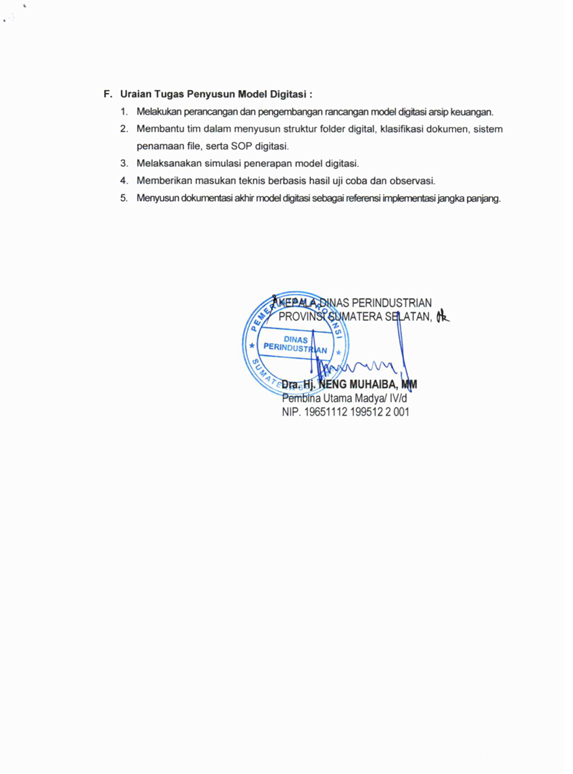 F. Uraian Tugas Penyusun Model Digitasi :
1. Melakukan perancangan dan pengembangan rancangan model digitasi arsip keuangan.
2. Membantu tim dalam menyusun struktur folder digital, klasifikasi dokumen, sistem
penamaan file, serta SOP digitasi.
3. Melaksanakan simulasi penerapan model digitasi.
4. Memberikan masukan teknis berbasis hasil uji coba dan observasi.
5. Menyusun dokumentasi akhir model digitasi sebagai referensi implementasi jangka panjang.
KEPALA DINAS PERINDUSTRIAN
PROVINSI SUMATERA SELATAN,
PEMERINTAH PROVINSI
DINAS
PERINDUSTRIAN
Dra. Hj. NENG MUHAIBA, MM
Pembina Utama Madya/ IV/d
NIP. 19651112 199512 2 001